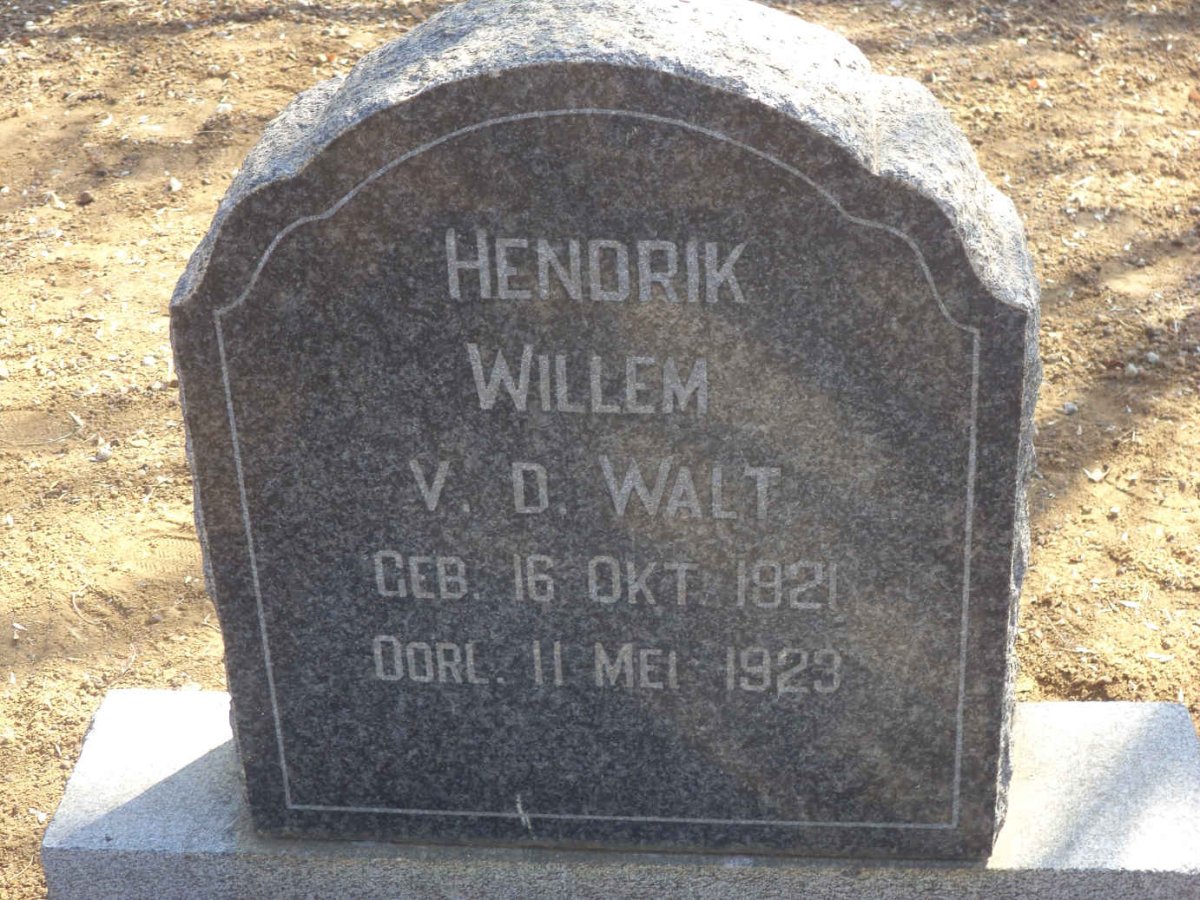 HENDRIK
WILLEM
V. D. WALT.
GEB. 16 OKT. 1921
OORL. 11 MEI 1923